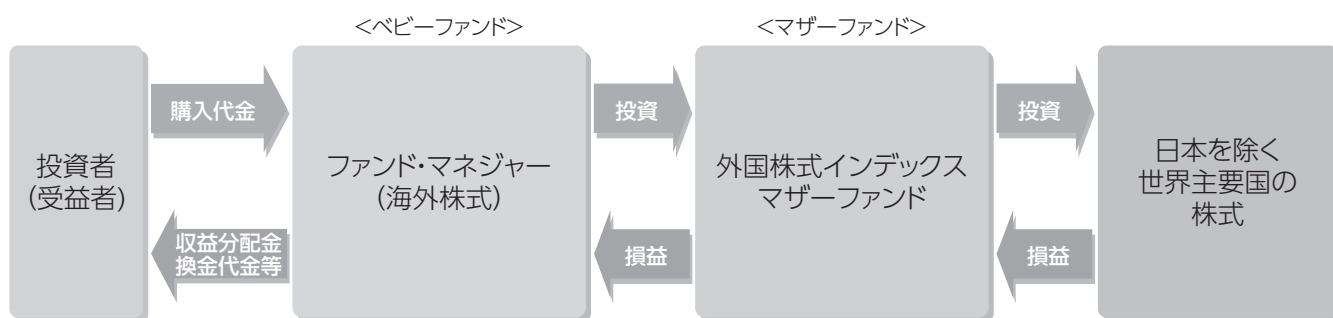 <ベビーファンド>
<マザーファンド>
投資者
(受益者)
購入代金
収益分配金
換金代金等
ファンド・マネジャー
(海外株式)
投資
損益
外国株式インデックス
マザーファンド
投資
損益
日本を除く
世界主要国の
株式